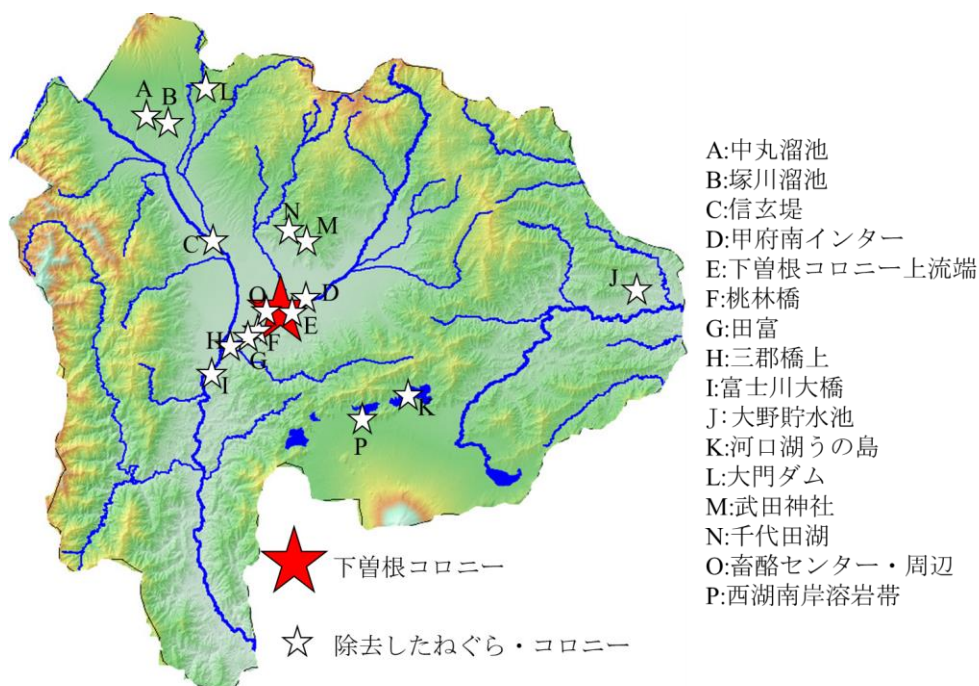 L
A
B
N
M
C
J
D
O
E
F
H
G
I
K
P
A:中丸溜池
B:塚川溜池
C:信玄堤
D:甲府南インター
E:下曽根コロニー上流端
F:桃林橋
G:田富
H:三郡橋上
I:富士川大橋
J:大野貯水池
K:河口湖うの島
L:大門ダム
M:武田神社
N:千代田湖
O:畜酪センター・周辺
P:西湖南岸溶岩帯
下曽根コロニー
除去したねぐら・コロニー